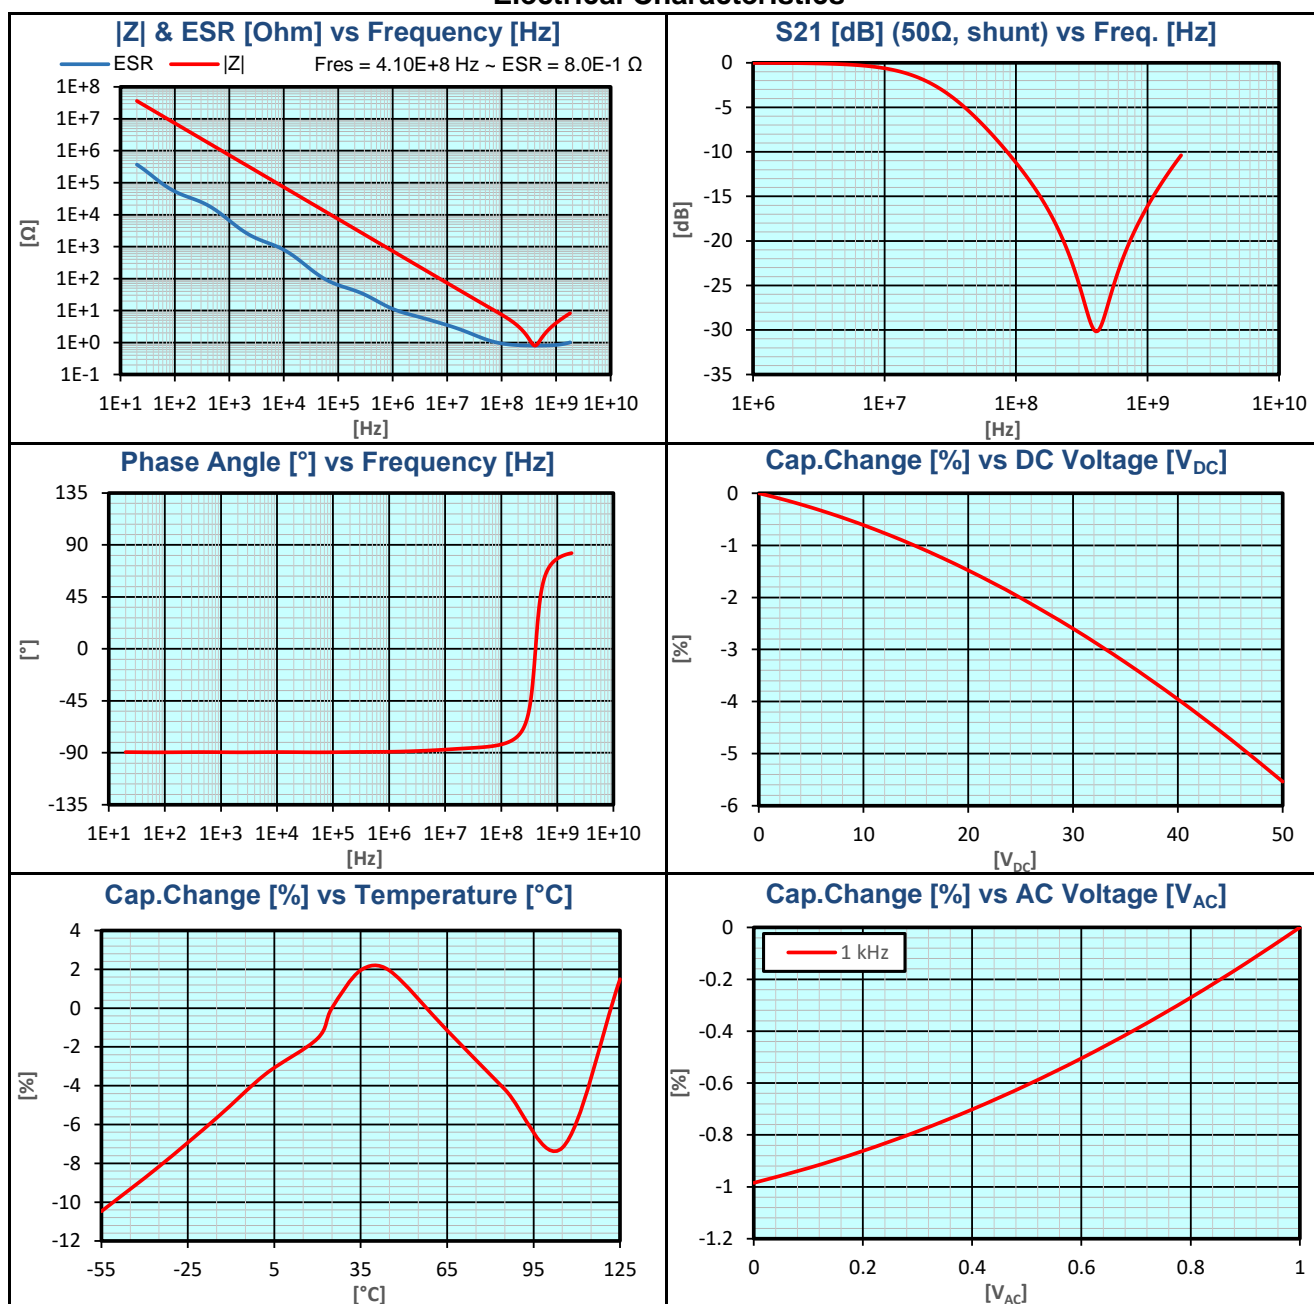 Electrical Characteristics
|Z| & ESR [Ohm] vs Frequency [Hz]
ESR |Z| Fres = 4.10E+8 Hz ~ ESR = 8.0E-1 Ω
1E+8
1E+7
1E+6
1E+5
1E+4
1E+3
1E+2
1E+1
1E+0
1E-1
[Ω]
1E+1 1E+2 1E+3 1E+4 1E+5 1E+6 1E+7 1E+8 1E+9 1E+10
[Hz]
S21 [dB] (50Ω, shunt) vs Freq. [Hz]
0
-5
-10
-15
-20
-25
-30
-35
[dB]
1E+6 1E+7 1E+8 1E+9 1E+10
[Hz]
Phase Angle [°] vs Frequency [Hz]
135
90
45
0
-45
-90
-135
[°]
1E+1 1E+2 1E+3 1E+4 1E+5 1E+6 1E+7 1E+8 1E+9 1E+10
[Hz]
Cap.Change [%] vs DC Voltage [VDC]
0
-1
-2
-3
-4
-5
-6
[%]
0 10 20 30 40 50
[VDC]
Cap.Change [%] vs Temperature [°C]
4
2
0
-2
-4
-6
-8
-10
-12
[%]
-55 -25 5 35 65 95 125
[°C]
Cap.Change [%] vs AC Voltage [VAC]
1 kHz
0
-0.2
-0.4
-0.6
-0.8
-1
-1.2
[%]
0 0.2 0.4 0.6 0.8 1
[VAC]